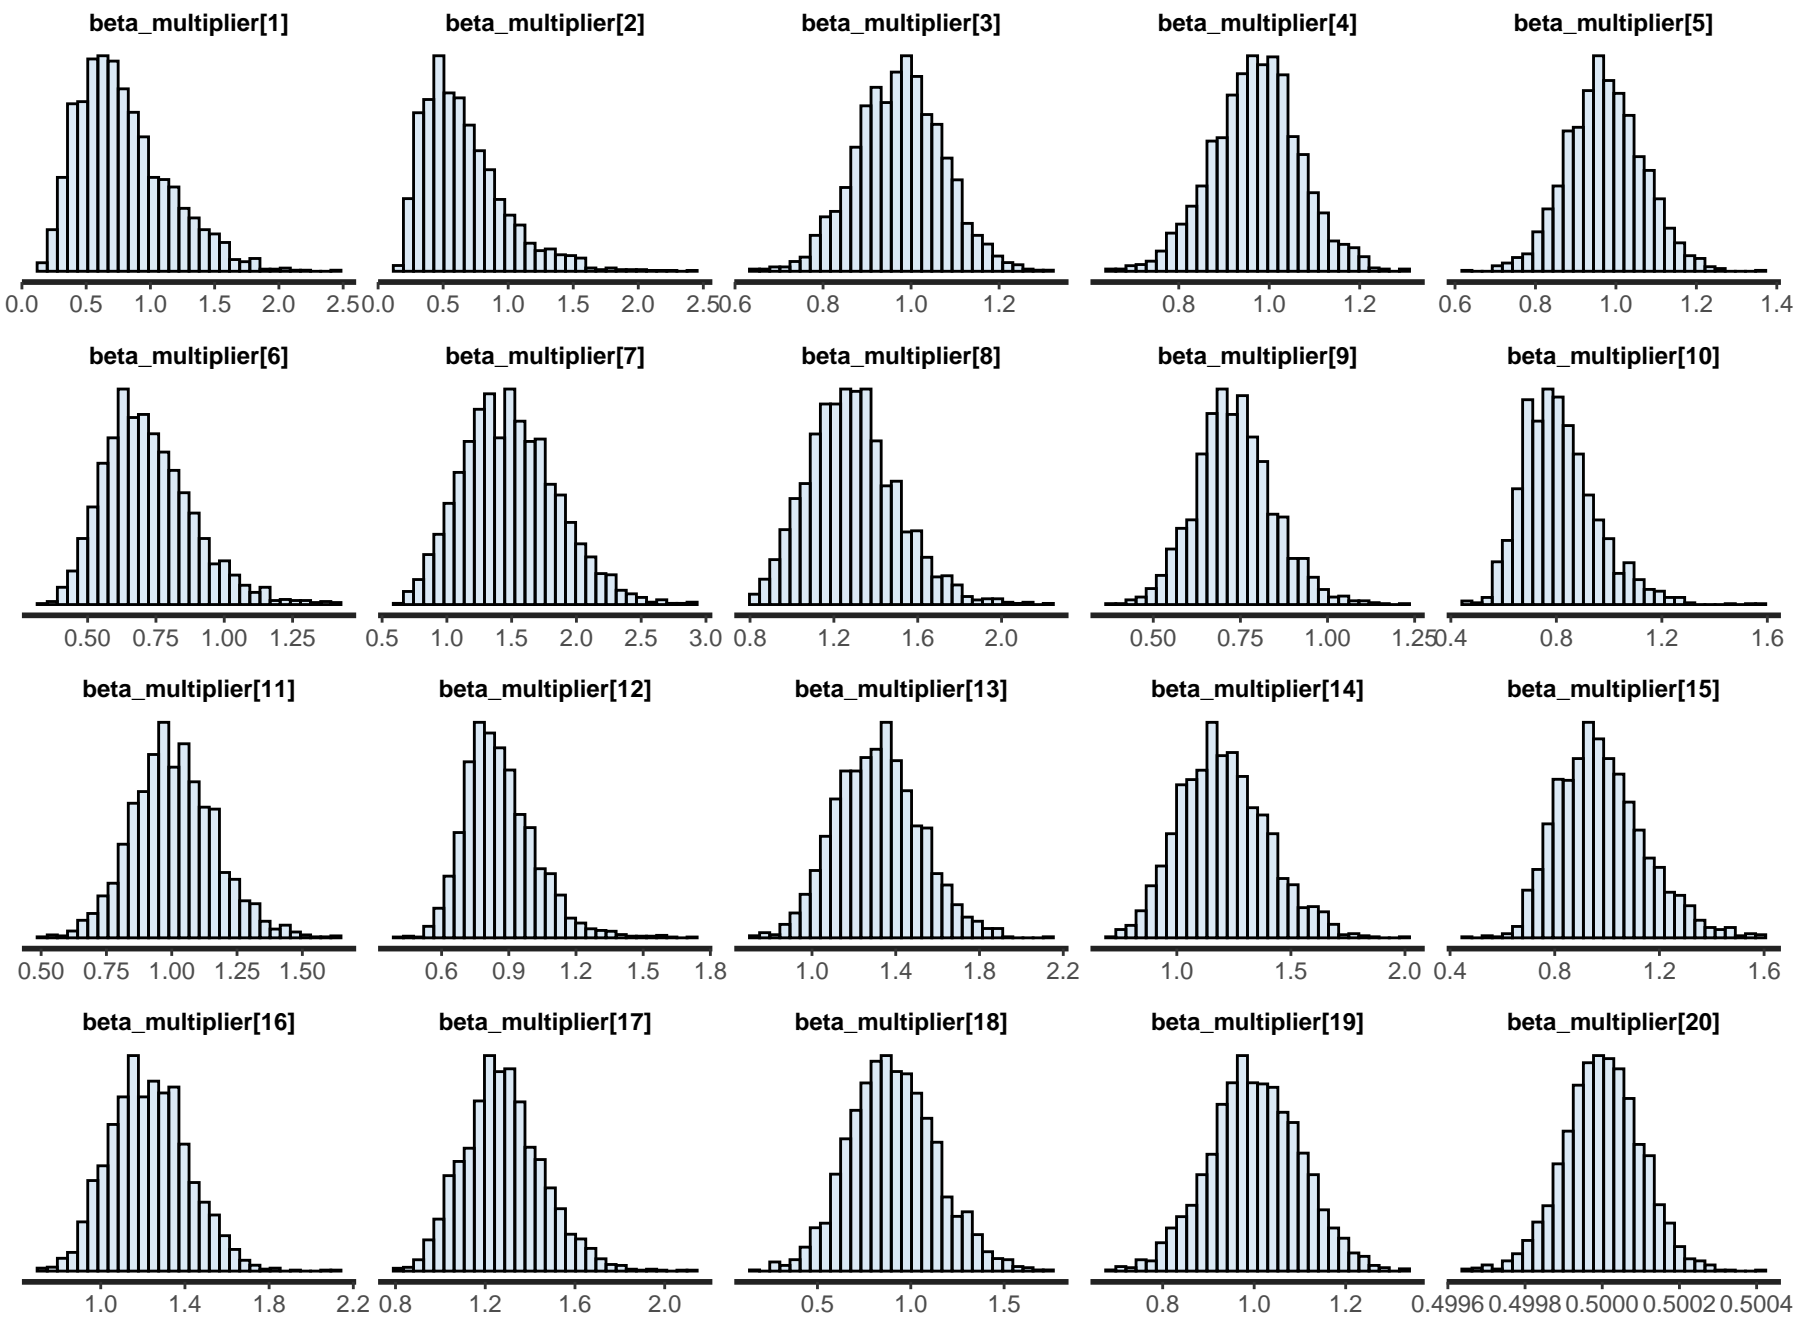 beta_multiplier[1] beta_multiplier[2] beta_multiplier[3] beta_multiplier[4] beta_multiplier[5]
0.0 0.5 1.0 1.5 2.0 2.5 0.0 0.5 1.0 1.5 2.0 2.5 0.6 0.8 1.0 1.2 0.8 1.0 1.2 0.6 0.8 1.0 1.2 1.4
beta_multiplier[6] beta_multiplier[7] beta_multiplier[8] beta_multiplier[9] beta_multiplier[10]
0.50 0.75 1.00 1.25 0.5 1.0 1.5 2.0 2.5 3.0 0.8 1.2 1.6 2.0 0.50 0.75 1.00 1.25 0.4 0.8 1.2 1.6
beta_multiplier[11] beta_multiplier[12] beta_multiplier[13] beta_multiplier[14] beta_multiplier[15]
0.50 0.75 1.00 1.25 1.50 0.6 0.9 1.2 1.5 1.8 1.0 1.4 1.8 2.2 1.0 1.5 2.0 0.4 0.8 1.2 1.6
beta_multiplier[16] beta_multiplier[17] beta_multiplier[18] beta_multiplier[19] beta_multiplier[20]
1.0 1.4 1.8 2.2 0.8 1.2 1.6 2.0 0.5 1.0 1.5 0.8 1.0 1.2 0.4996 0.4998 0.5000 0.5002 0.5004